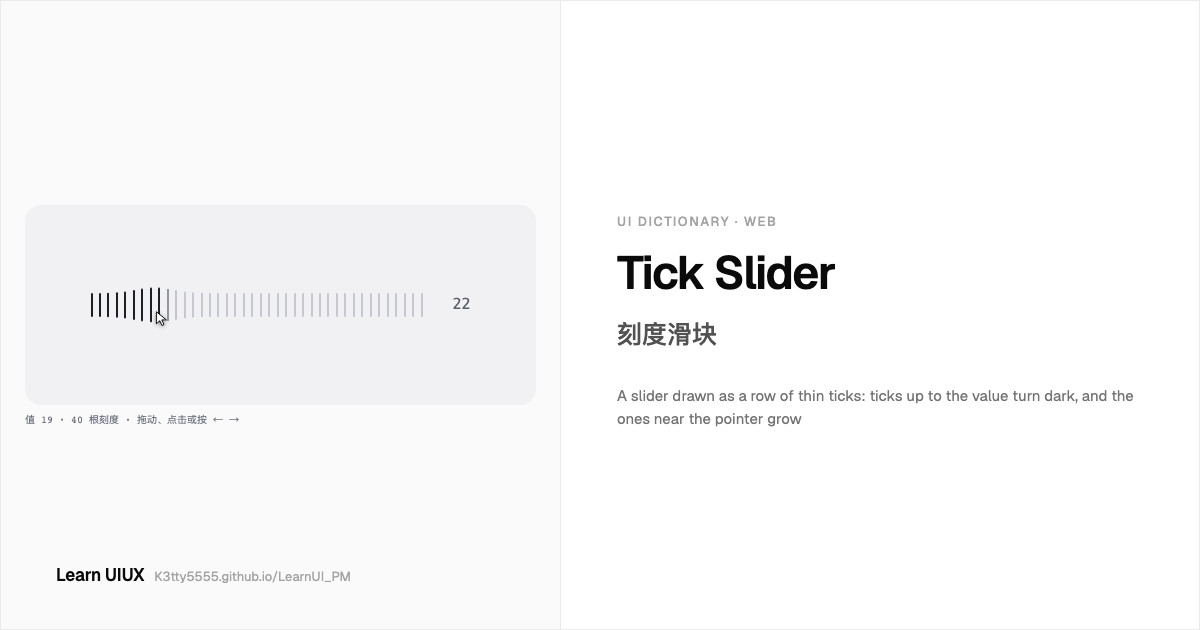 22
值 19 · 40 根刻度 · 拖动、点击或按 ← →
Learn UIUX K3tty5555.github.io/LearnUI_PM
UI DICTIONARY · WEB
Tick Slider
刻度滑块
A slider drawn as a row of thin ticks: ticks up to the value turn dark, and the
ones near the pointer grow